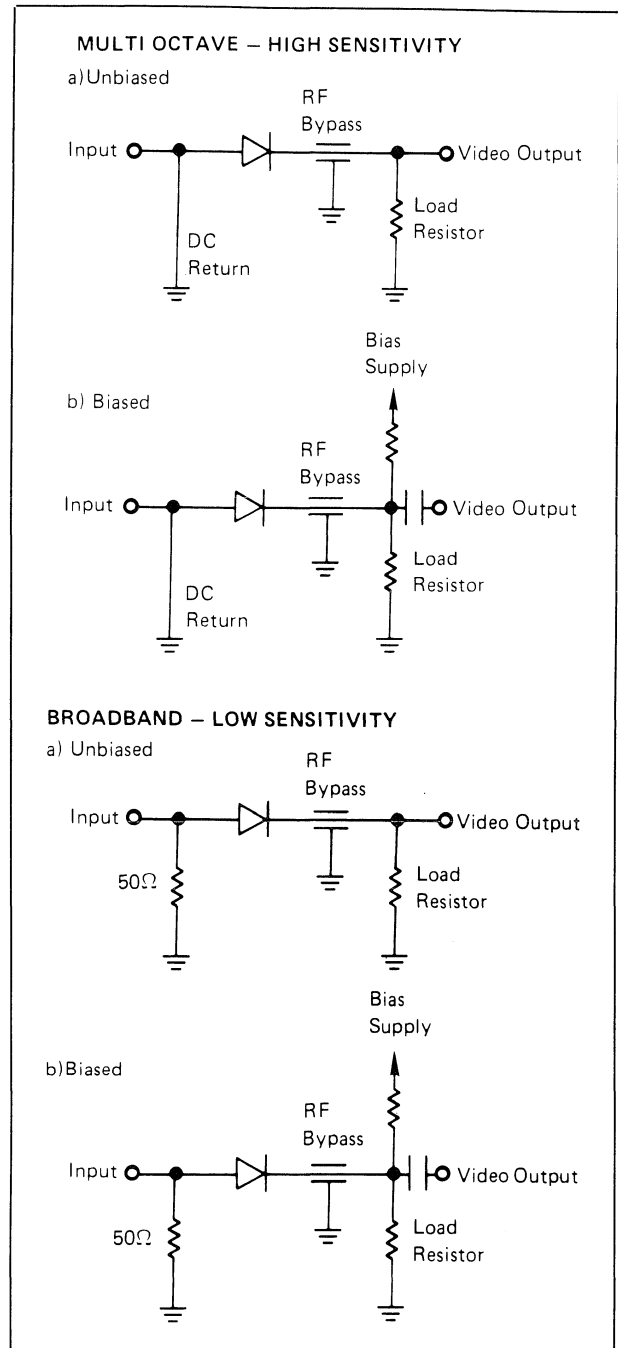 MULTI OCTAVE – HIGH SENSITIVITY
a)Unbiased
RF
Bypass
Input
Video Output
Load
Resistor
DC
Return
Bias
Supply
b) Biased
RF
Bypass
Input
Video Output
Load
Resistor
DC
Return
BROADBAND – LOW SENSITIVITY
a) Unbiased
RF
Bypass
Input
Video Output
50Ω
Load
Resistor
Bias
Supply
b)Biased
RF
Bypass
Input
Video Output
50Ω
Load
Resistor